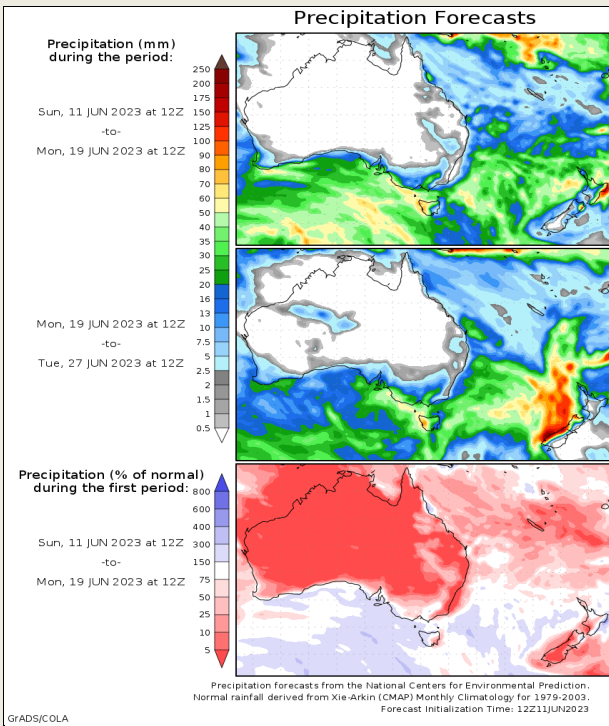 Precipitation Forecasts
Precipitation (mm)
during the period:
250
200
175
150
125
100
90
80
70
60
50
40
35
30
25
20
16
13
10
7.5
5
2.5
2
1.5
1
0.5
Sun, 11 JUN 2023 at 12Z
-to-
Mon, 19 JUN 2023 at 12Z
Mon, 19 JUN 2023 at 12Z
-to-
Tue, 27 JUN 2023 at 12Z
Precipitation (% of normal)
during the first period:
800
600
400
300
150
75
50
25
10
5
Sun, 11 JUN 2023 at 12Z
-to-
Mon, 19 JUN 2023 at 12Z
Precipitation forecasts from the National Centers for Environmental Prediction.
Normal rainfall derived from Xie-Arkin (CMAP) Monthly Climatology for 1979-2003.
Forecast Initialization Time: 12Z11JUN2023
GrADS/COLA